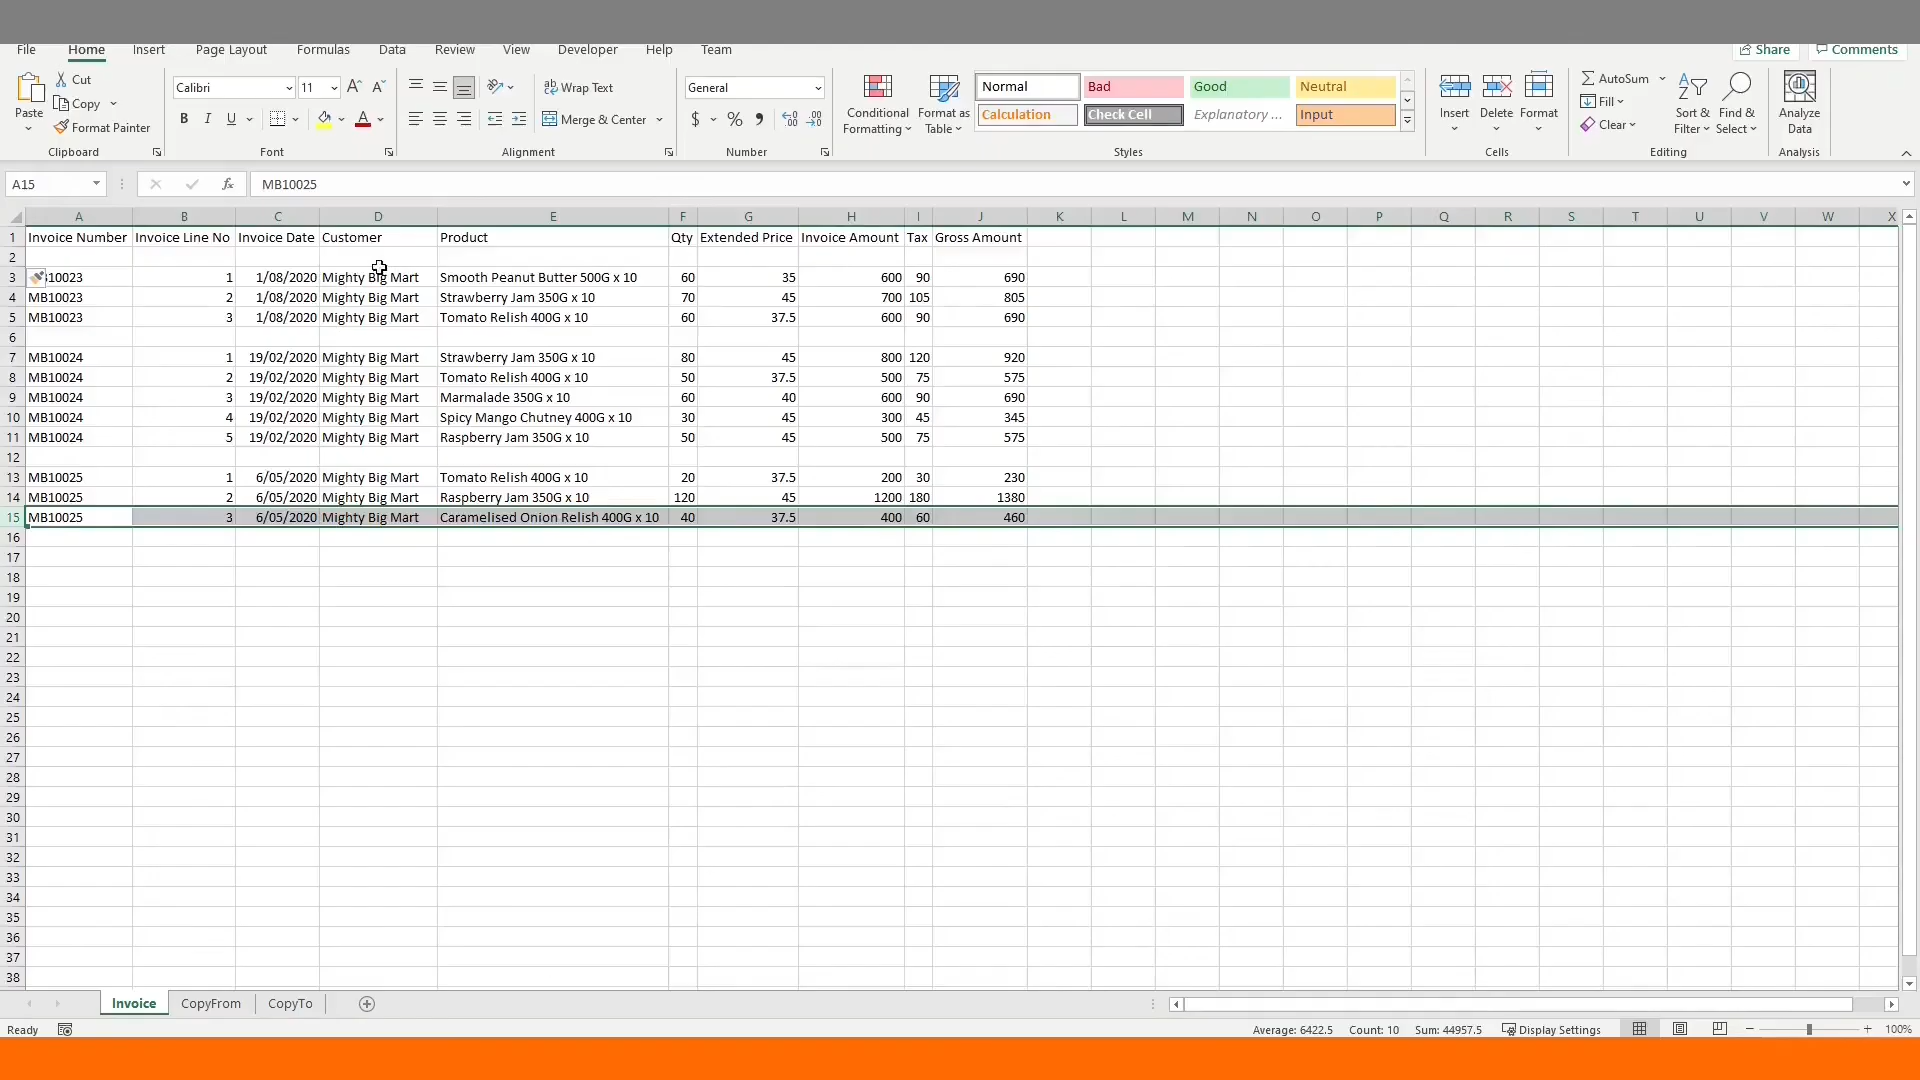 File Home Insert Page Layout Formulas Data Review View Developer Help Team Share Comments
Paste Cut Copy Format Painter Clipboard
Calibri 11 B I U Font
Wrap Text Merge & Center Alignment
General $ % Number
Conditional Formatting Format as Table
Normal Bad Good Neutral
Calculation Check Cell Explanatory ... Input
Styles
Insert Delete Format Cells
AutoSum Fill Clear Sort & Filter Find & Select Editing
Analyze Data Analysis
A15 fx MB10025
A B C D E F G H I J K L M N O P Q R S T U V W X
1 Invoice Number Invoice Line No Invoice Date Customer Product Qty Extended Price Invoice Amount Tax Gross Amount
2
3 10023 1 1/08/2020 Mighty Big Mart Smooth Peanut Butter 500G x 10 60 35 600 90 690
4 MB10023 2 1/08/2020 Mighty Big Mart Strawberry Jam 350G x 10 70 45 700 105 805
5 MB10023 3 1/08/2020 Mighty Big Mart Tomato Relish 400G x 10 60 37.5 600 90 690
6
7 MB10024 1 19/02/2020 Mighty Big Mart Strawberry Jam 350G x 10 80 45 800 120 920
8 MB10024 2 19/02/2020 Mighty Big Mart Tomato Relish 400G x 10 50 37.5 500 75 575
9 MB10024 3 19/02/2020 Mighty Big Mart Marmalade 350G x 10 60 40 600 90 690
10 MB10024 4 19/02/2020 Mighty Big Mart Spicy Mango Chutney 400G x 10 30 45 300 45 345
11 MB10024 5 19/02/2020 Mighty Big Mart Raspberry Jam 350G x 10 50 45 500 75 575
12
13 MB10025 1 6/05/2020 Mighty Big Mart Tomato Relish 400G x 10 20 37.5 200 30 230
14 MB10025 2 6/05/2020 Mighty Big Mart Raspberry Jam 350G x 10 120 45 1200 180 1380
15 MB10025 3 6/05/2020 Mighty Big Mart Caramelised Onion Relish 400G x 10 40 37.5 400 60 460
16
17
18
19
20
21
22
23
24
25
26
27
28
29
30
31
32
33
34
35
36
37
38
Invoice CopyFrom CopyTo
Ready Average: 6422.5 Count: 10 Sum: 44957.5 Display Settings 100%